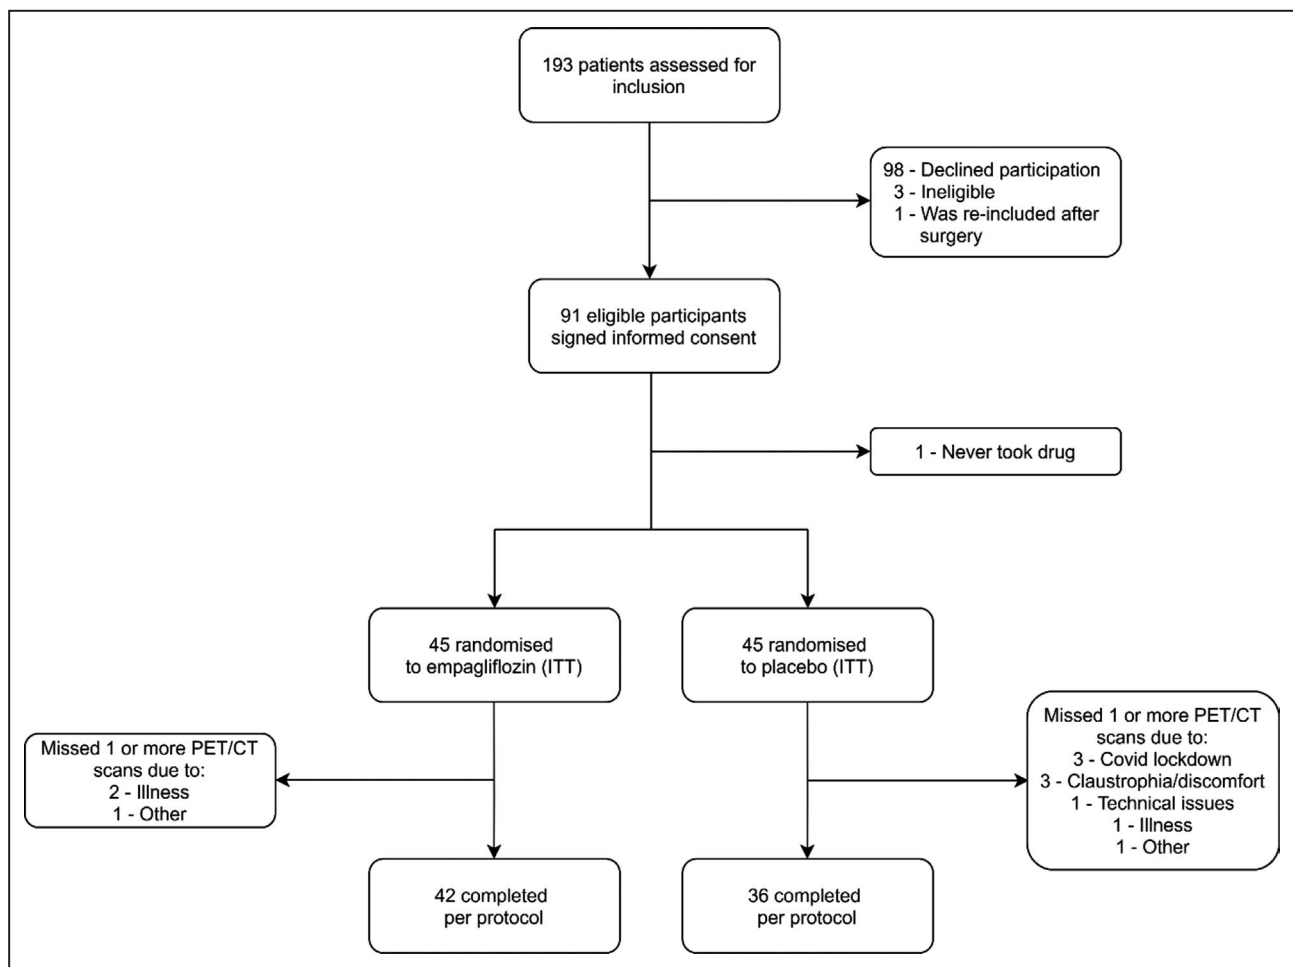 193 patients assessed for
inclusion
98 - Declined participation
3 - Ineligible
1 - Was re-included after
surgery
91 eligible participants
signed informed consent
1 - Never took drug
45 randomised
to empagliflozin (ITT)
45 randomised
to placebo (ITT)
Missed 1 or more PET/CT
scans due to:
2 - Illness
1 - Other
Missed 1 or more PET/CT
scans due to:
3 - Covid lockdown
3 - Claustrophia/discomfort
1 - Technical issues
1 - Illness
1 - Other
42 completed
per protocol
36 completed
per protocol